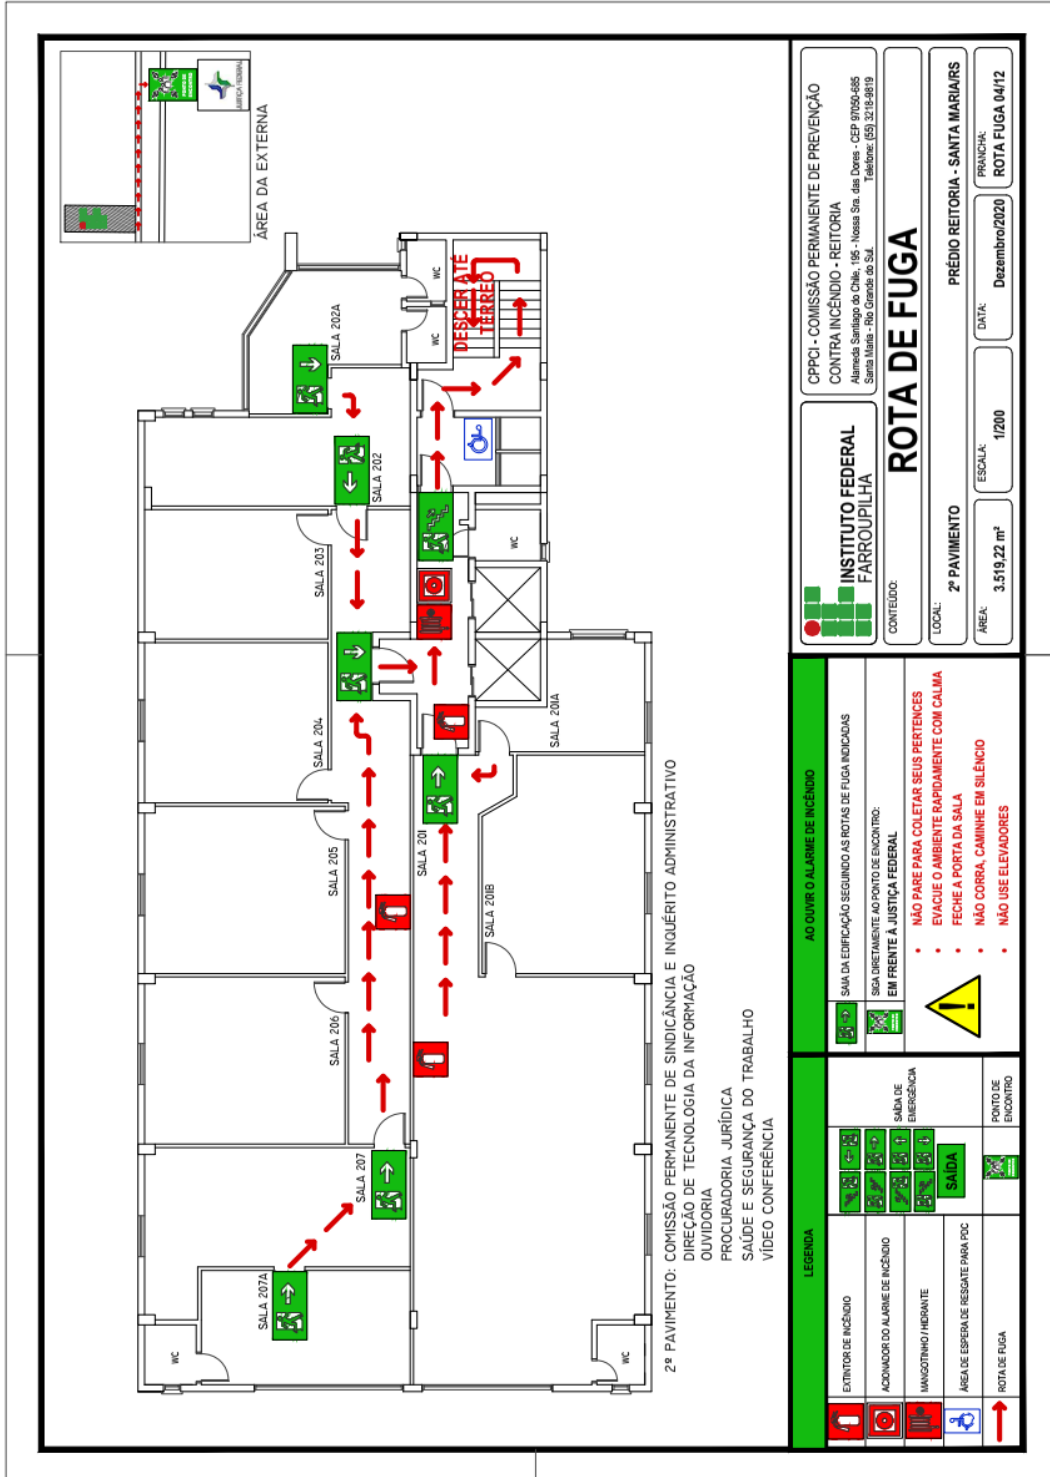 ÁREA DA EXTERNA
PONTO DE ENCONTRO
JUSTIÇA FEDERAL
SALA 207A
SALA 207
SALA 206
SALA 205
SALA 204
SALA 203
SALA 202
SALA 202A
SALA 201
SALA 201B
SALA 201A
WC
WC
WC
WC
WC
DESCER ATÉ
TÉRREO
2º PAVIMENTO: COMISSÃO PERMANENTE DE SINDICÂNCIA E INQUÉRITO ADMINISTRATIVO
DIREÇÃO DE TECNOLOGIA DA INFORMAÇÃO
OUVIDORIA
PROCURADORIA JURÍDICA
SAÚDE E SEGURANÇA DO TRABALHO
VÍDEO CONFERÊNCIA
LEGENDA
EXTINTOR DE INCÊNDIO
ACIONADOR DO ALARME DE INCÊNDIO
MANGOTINHO / HIDRANTE
ÁREA DE ESPERA DE RESGATE PARA PDC
ROTA DE FUGA
SAÍDA
SAÍDA DE
EMERGÊNCIA
PONTO DE
ENCONTRO
AO OUVIR O ALARME DE INCÊNDIO
SAIA DA EDIFICAÇÃO SEGUINDO AS ROTAS DE FUGA INDICADAS
SIGA DIRETAMENTE AO PONTO DE ENCONTRO:
EM FRENTE À JUSTIÇA FEDERAL
• NÃO PARE PARA COLETAR SEUS PERTENCES
• EVACUE O AMBIENTE RAPIDAMENTE COM CALMA
• FECHE A PORTA DA SALA
• NÃO CORRA, CAMINHE EM SILÊNCIO
• NÃO USE ELEVADORES
INSTITUTO FEDERAL
FARROUPILHA
CPPCI - COMISSÃO PERMANENTE DE PREVENÇÃO
CONTRA INCÊNDIO - REITORIA
Alameda Santiago do Chile, 195 - Nossa Sra. das Dores - CEP 97050-685
Santa Maria - Rio Grande do Sul. Telefone: (55) 3218-9819
CONTEÚDO:
ROTA DE FUGA
LOCAL:
2º PAVIMENTO
PRÉDIO REITORIA - SANTA MARIA/RS
ÁREA:
3.519,22 m²
ESCALA:
1/200
DATA:
Dezembro/2020
PRANCHA:
ROTA FUGA 04/12